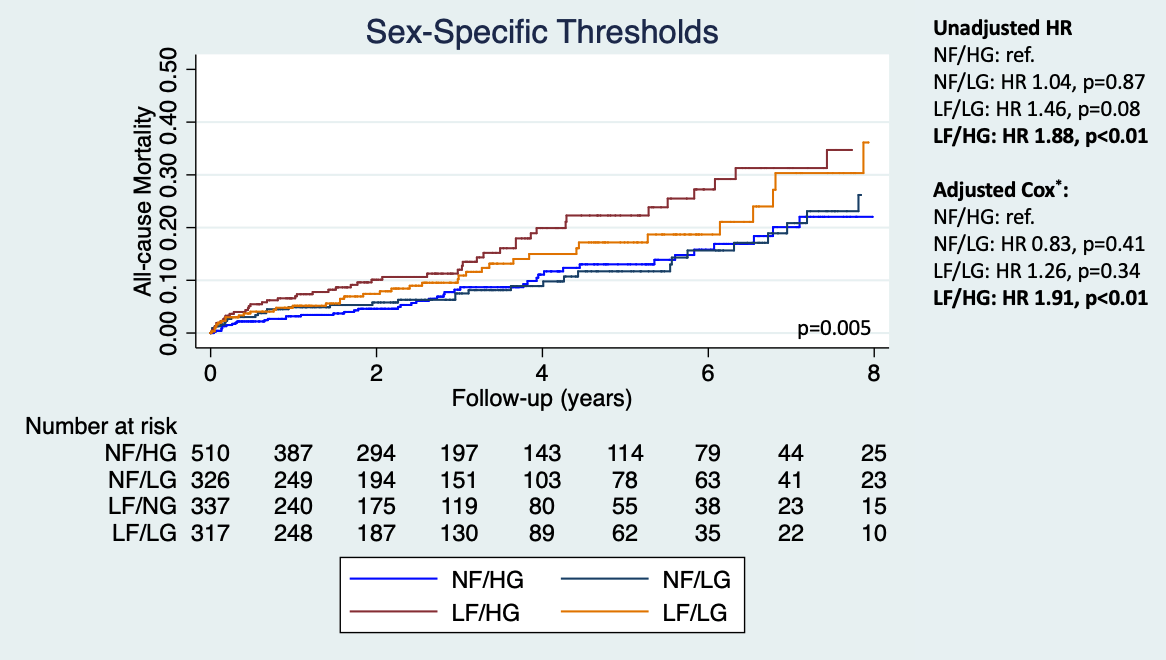 Sex-Specific Thresholds
All-cause Mortality
0.00 0.10 0.20 0.30 0.40 0.50
p=0.005
0 2 4 6 8
Follow-up (years)
Number at risk
NF/HG 510 387 294 197 143 114 79 44 25
NF/LG 326 249 194 151 103 78 63 41 23
LF/NG 337 240 175 119 80 55 38 23 15
LF/LG 317 248 187 130 89 62 35 22 10
NF/HG NF/LG
LF/HG LF/LG
Unadjusted HR
NF/HG: ref.
NF/LG: HR 1.04, p=0.87
LF/LG: HR 1.46, p=0.08
LF/HG: HR 1.88, p<0.01
Adjusted Cox*:
NF/HG: ref.
NF/LG: HR 0.83, p=0.41
LF/LG: HR 1.26, p=0.34
LF/HG: HR 1.91, p<0.01